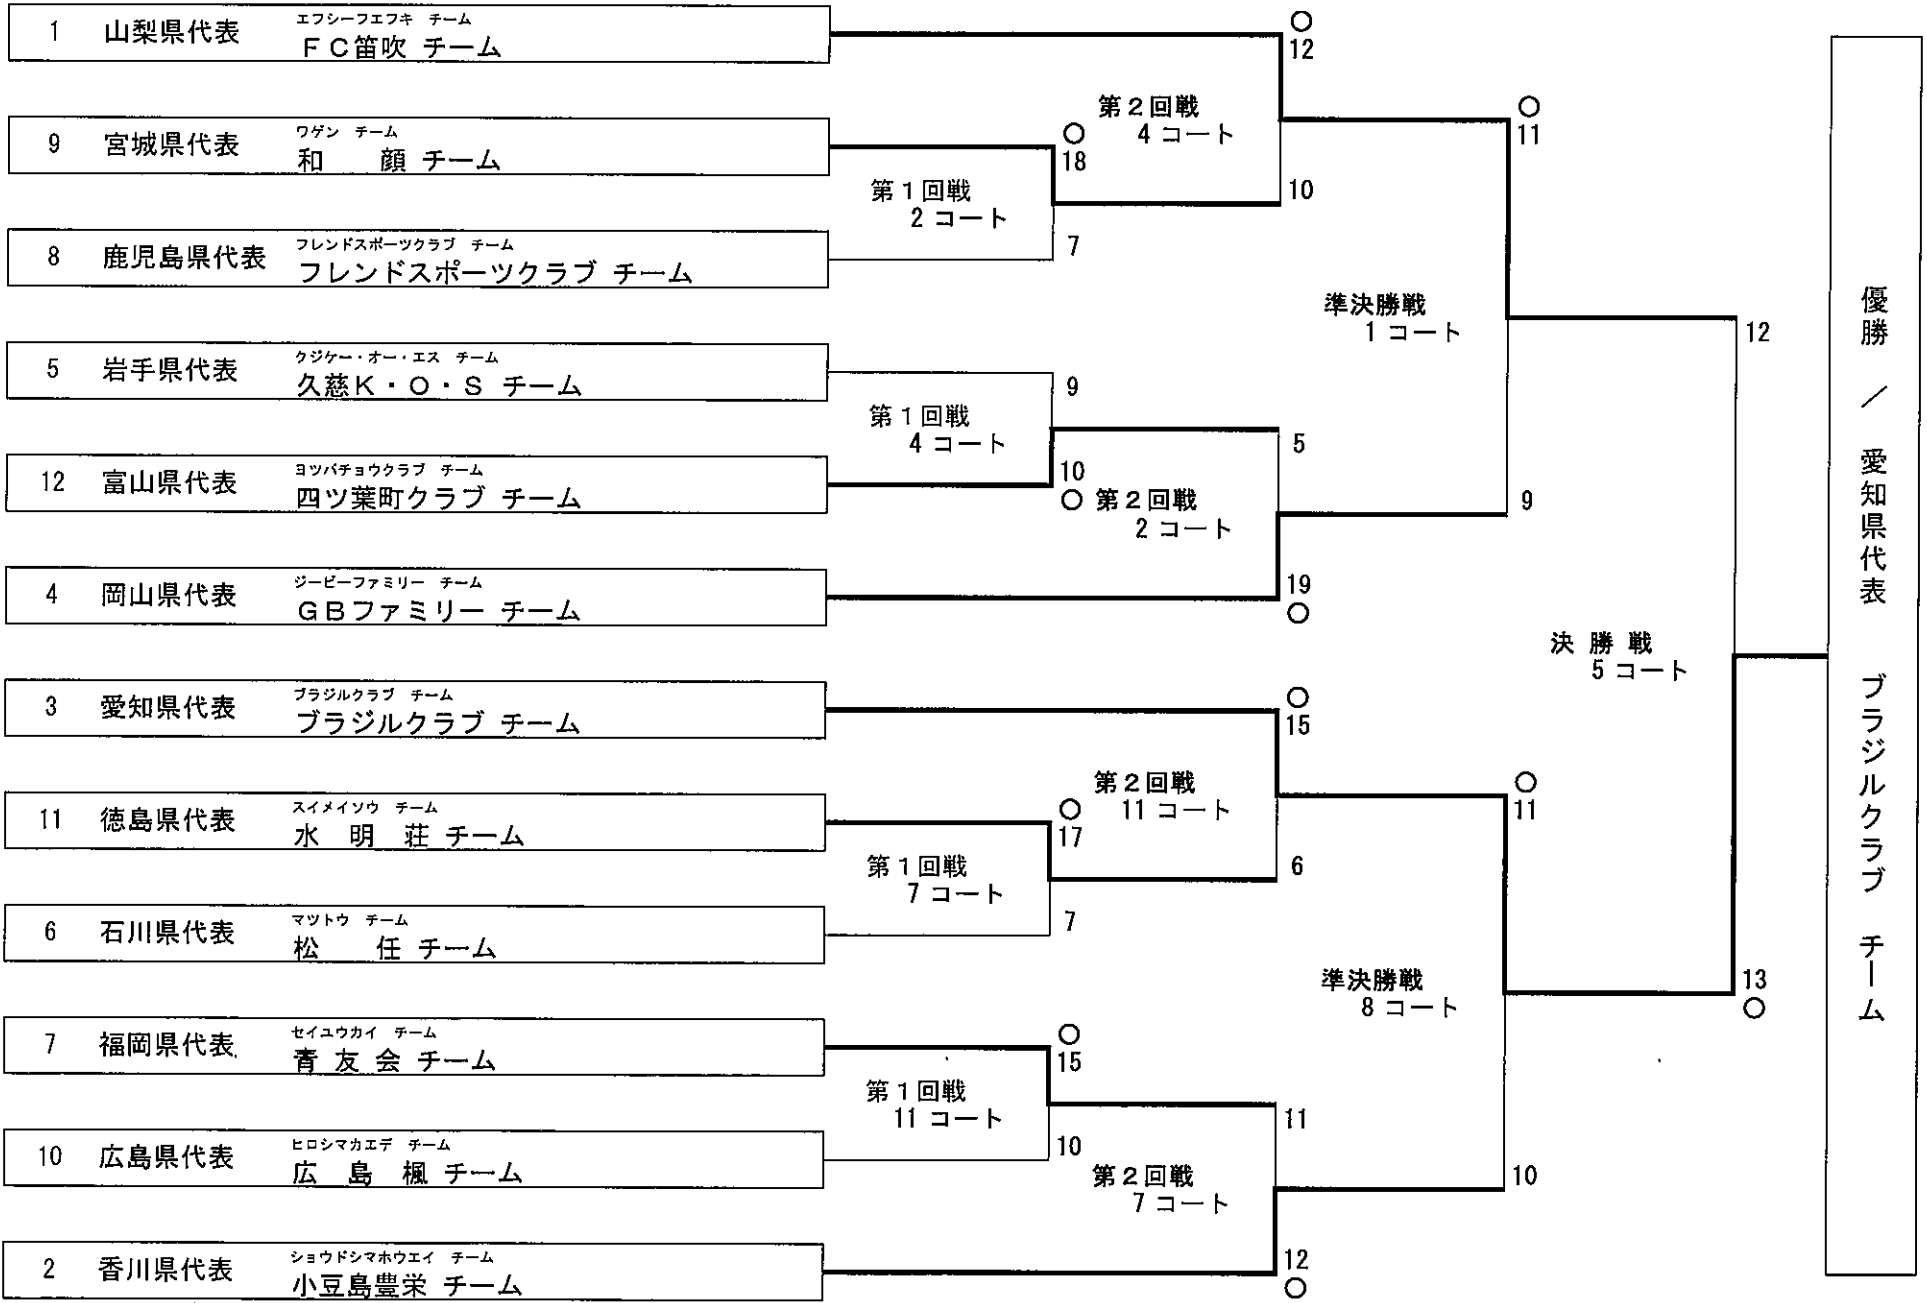 1 山梨県代表 エフシーフエフキ チーム
ＦＣ笛吹 チーム
9 宮城県代表 ワゲン チーム
和 顔 チーム
8 鹿児島県代表 フレンドスポーツクラブ チーム
フレンドスポーツクラブ チーム
5 岩手県代表 クジケー・オー・エス チーム
久慈Ｋ・Ｏ・Ｓ チーム
12 富山県代表 ヨツバチョウクラブ チーム
四ツ葉町クラブ チーム
4 岡山県代表 ジービーファミリー チーム
ＧＢファミリー チーム
3 愛知県代表 ブラジルクラブ チーム
ブラジルクラブ チーム
11 徳島県代表 スイメイソウ チーム
水 明 荘 チーム
6 石川県代表 マツトウ チーム
松 任 チーム
7 福岡県代表 セイユウカイ チーム
青 友 会 チーム
10 広島県代表 ヒロシマカエデ チーム
広 島 楓 チーム
2 香川県代表 ショウドシマホウエイ チーム
小豆島豊栄 チーム
○
18
第１回戦
2 コート
7
9
第１回戦
4 コート
10
○
○
17
第１回戦
7 コート
7
○
15
第１回戦
11 コート
10
○
12
第２回戦
4 コート
10
5
第２回戦
2 コート
19
○
○
15
第２回戦
11 コート
6
11
第２回戦
7 コート
12
○
○
11
準決勝戦
1 コート
9
○
11
準決勝戦
8 コート
10
12
決 勝 戦
5 コート
13
○
優勝 ／ 愛知県代表 ブラジルクラブ チーム